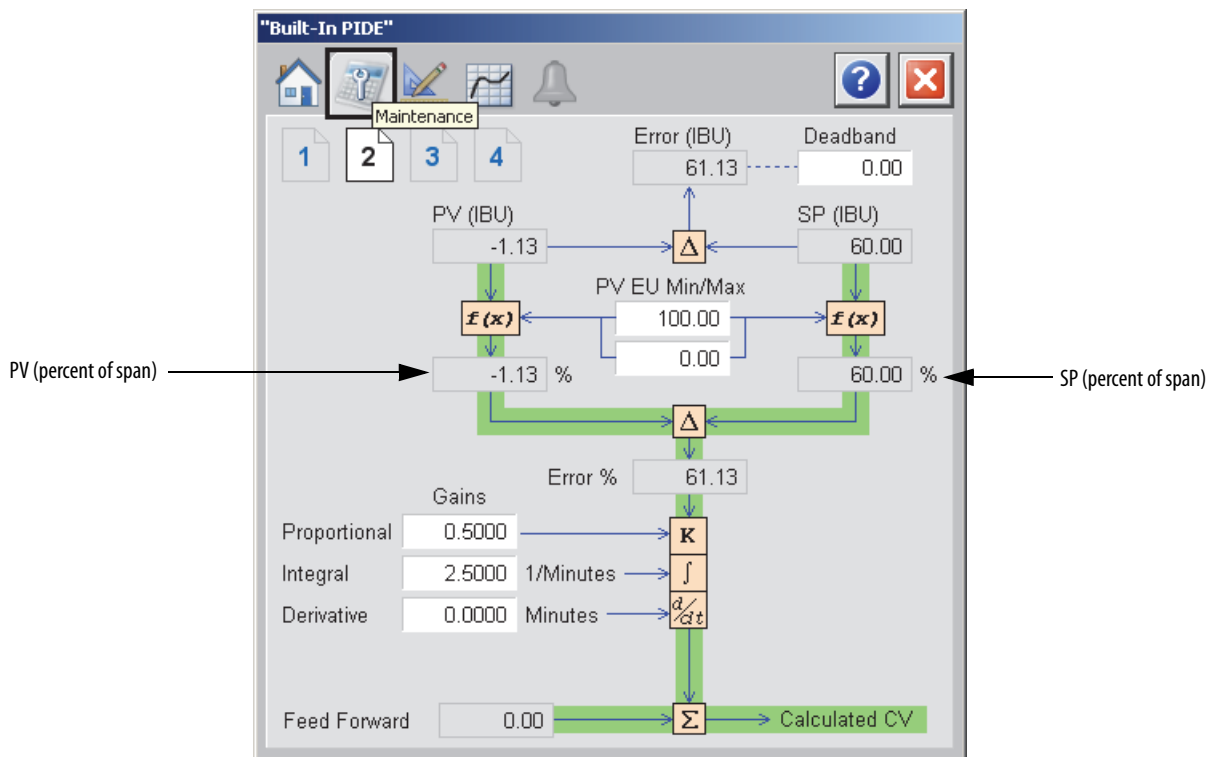 "Built-In PIDE"
?
Maintenance
1 2 3 4
Error (IBU) Deadband
61.13 0.00
PV (IBU) SP (IBU)
-1.13 Δ 60.00
PV EU Min/Max
f(x) 100.00 f(x)
0.00
PV (percent of span) -1.13 % 60.00 % SP (percent of span)
Δ
Error % 61.13
Gains
Proportional 0.5000 K
Integral 2.5000 1/Minutes ∫
Derivative 0.0000 Minutes d/dt
Feed Forward 0.00 Σ Calculated CV